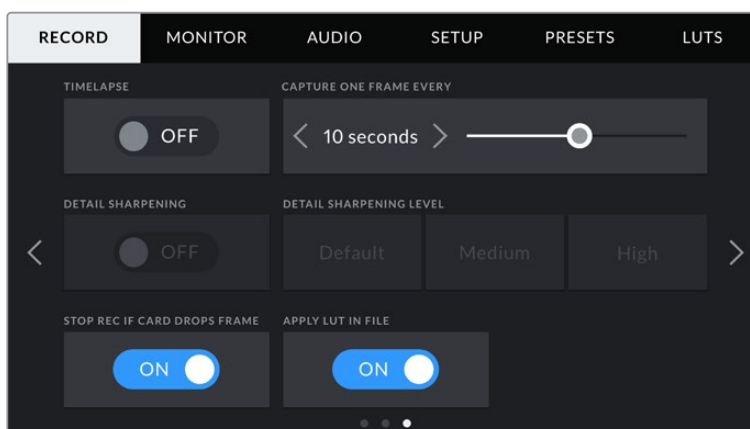 RECORD MONITOR AUDIO SETUP PRESETS LUTS
TIMELAPSE CAPTURE ONE FRAME EVERY
OFF 10 seconds
DETAIL SHARPENING DETAIL SHARPENING LEVEL
OFF Default Medium High
STOP REC IF CARD DROPS FRAME APPLY LUT IN FILE
ON ON